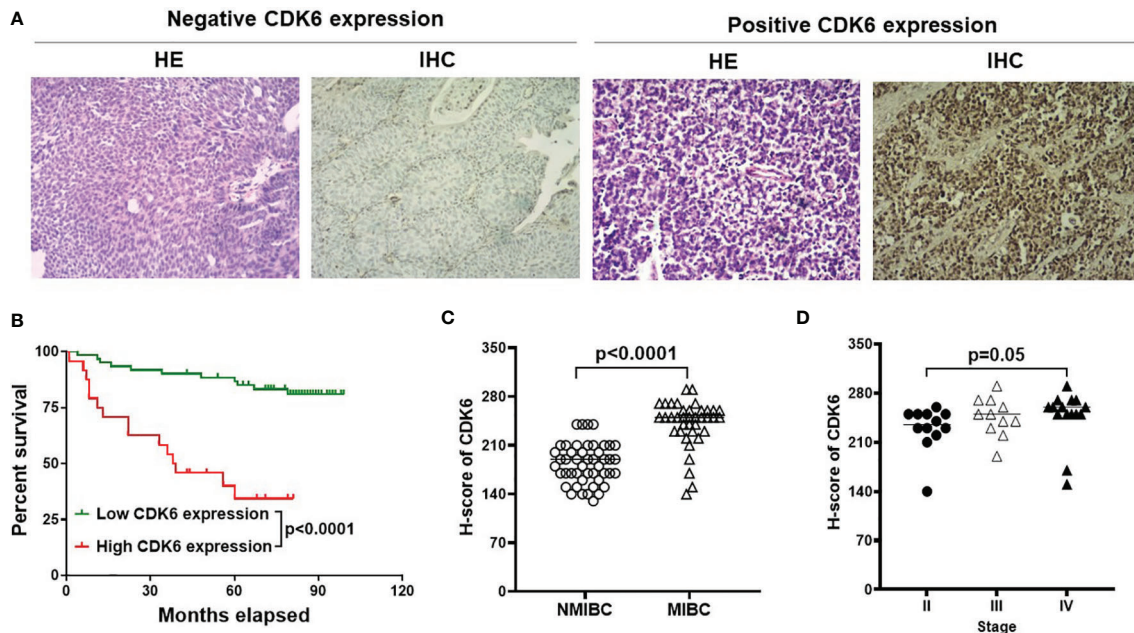 A
Negative CDK6 expression
Positive CDK6 expression
HE
IHC
HE
IHC
B
100
75
50
25
0
Percent survival
Low CDK6 expression
High CDK6 expression
p<0.0001
0
30
60
90
120
Months elapsed
C
350
280
210
140
70
0
H-score of CDK6
p<0.0001
NMIBC
MIBC
D
350
280
210
140
70
0
H-score of CDK6
p=0.05
II
III
IV
Stage